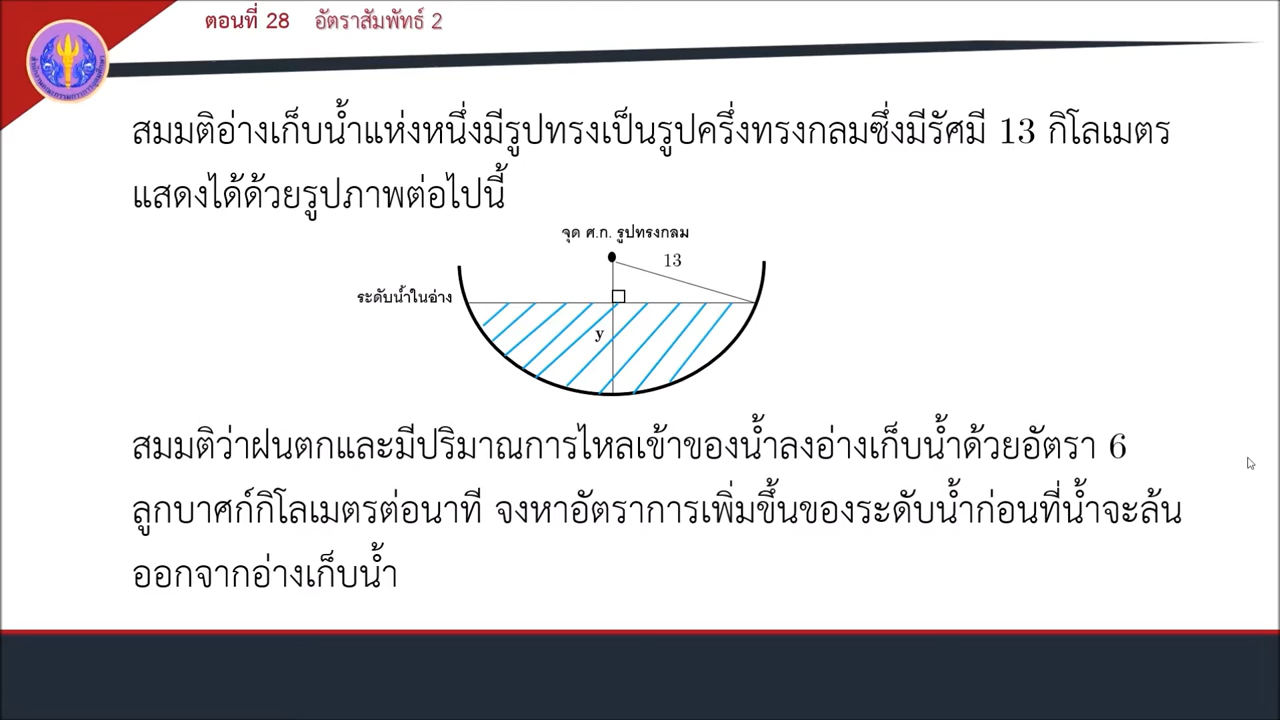 ตอนที่ 28 อัตราสัมพัทธ์ 2
สมมติอ่างเก็บน้ำแห่งหนึ่งมีรูปทรงเป็นรูปครึ่งทรงกลมซึ่งมีรัศมี 13 กิโลเมตร
แสดงได้ด้วยรูปภาพต่อไปนี้
จุด ศ.ก. รูปทรงกลม
13
ระดับน้ำในอ่าง
y
สมมติว่าฝนตกและมีปริมาณการไหลเข้าของน้ำลงอ่างเก็บน้ำด้วยอัตรา 6
ลูกบาศก์กิโลเมตรต่อนาที จงหาอัตราการเพิ่มขึ้นของระดับน้ำก่อนที่น้ำจะล้น
ออกจากอ่างเก็บน้ำ